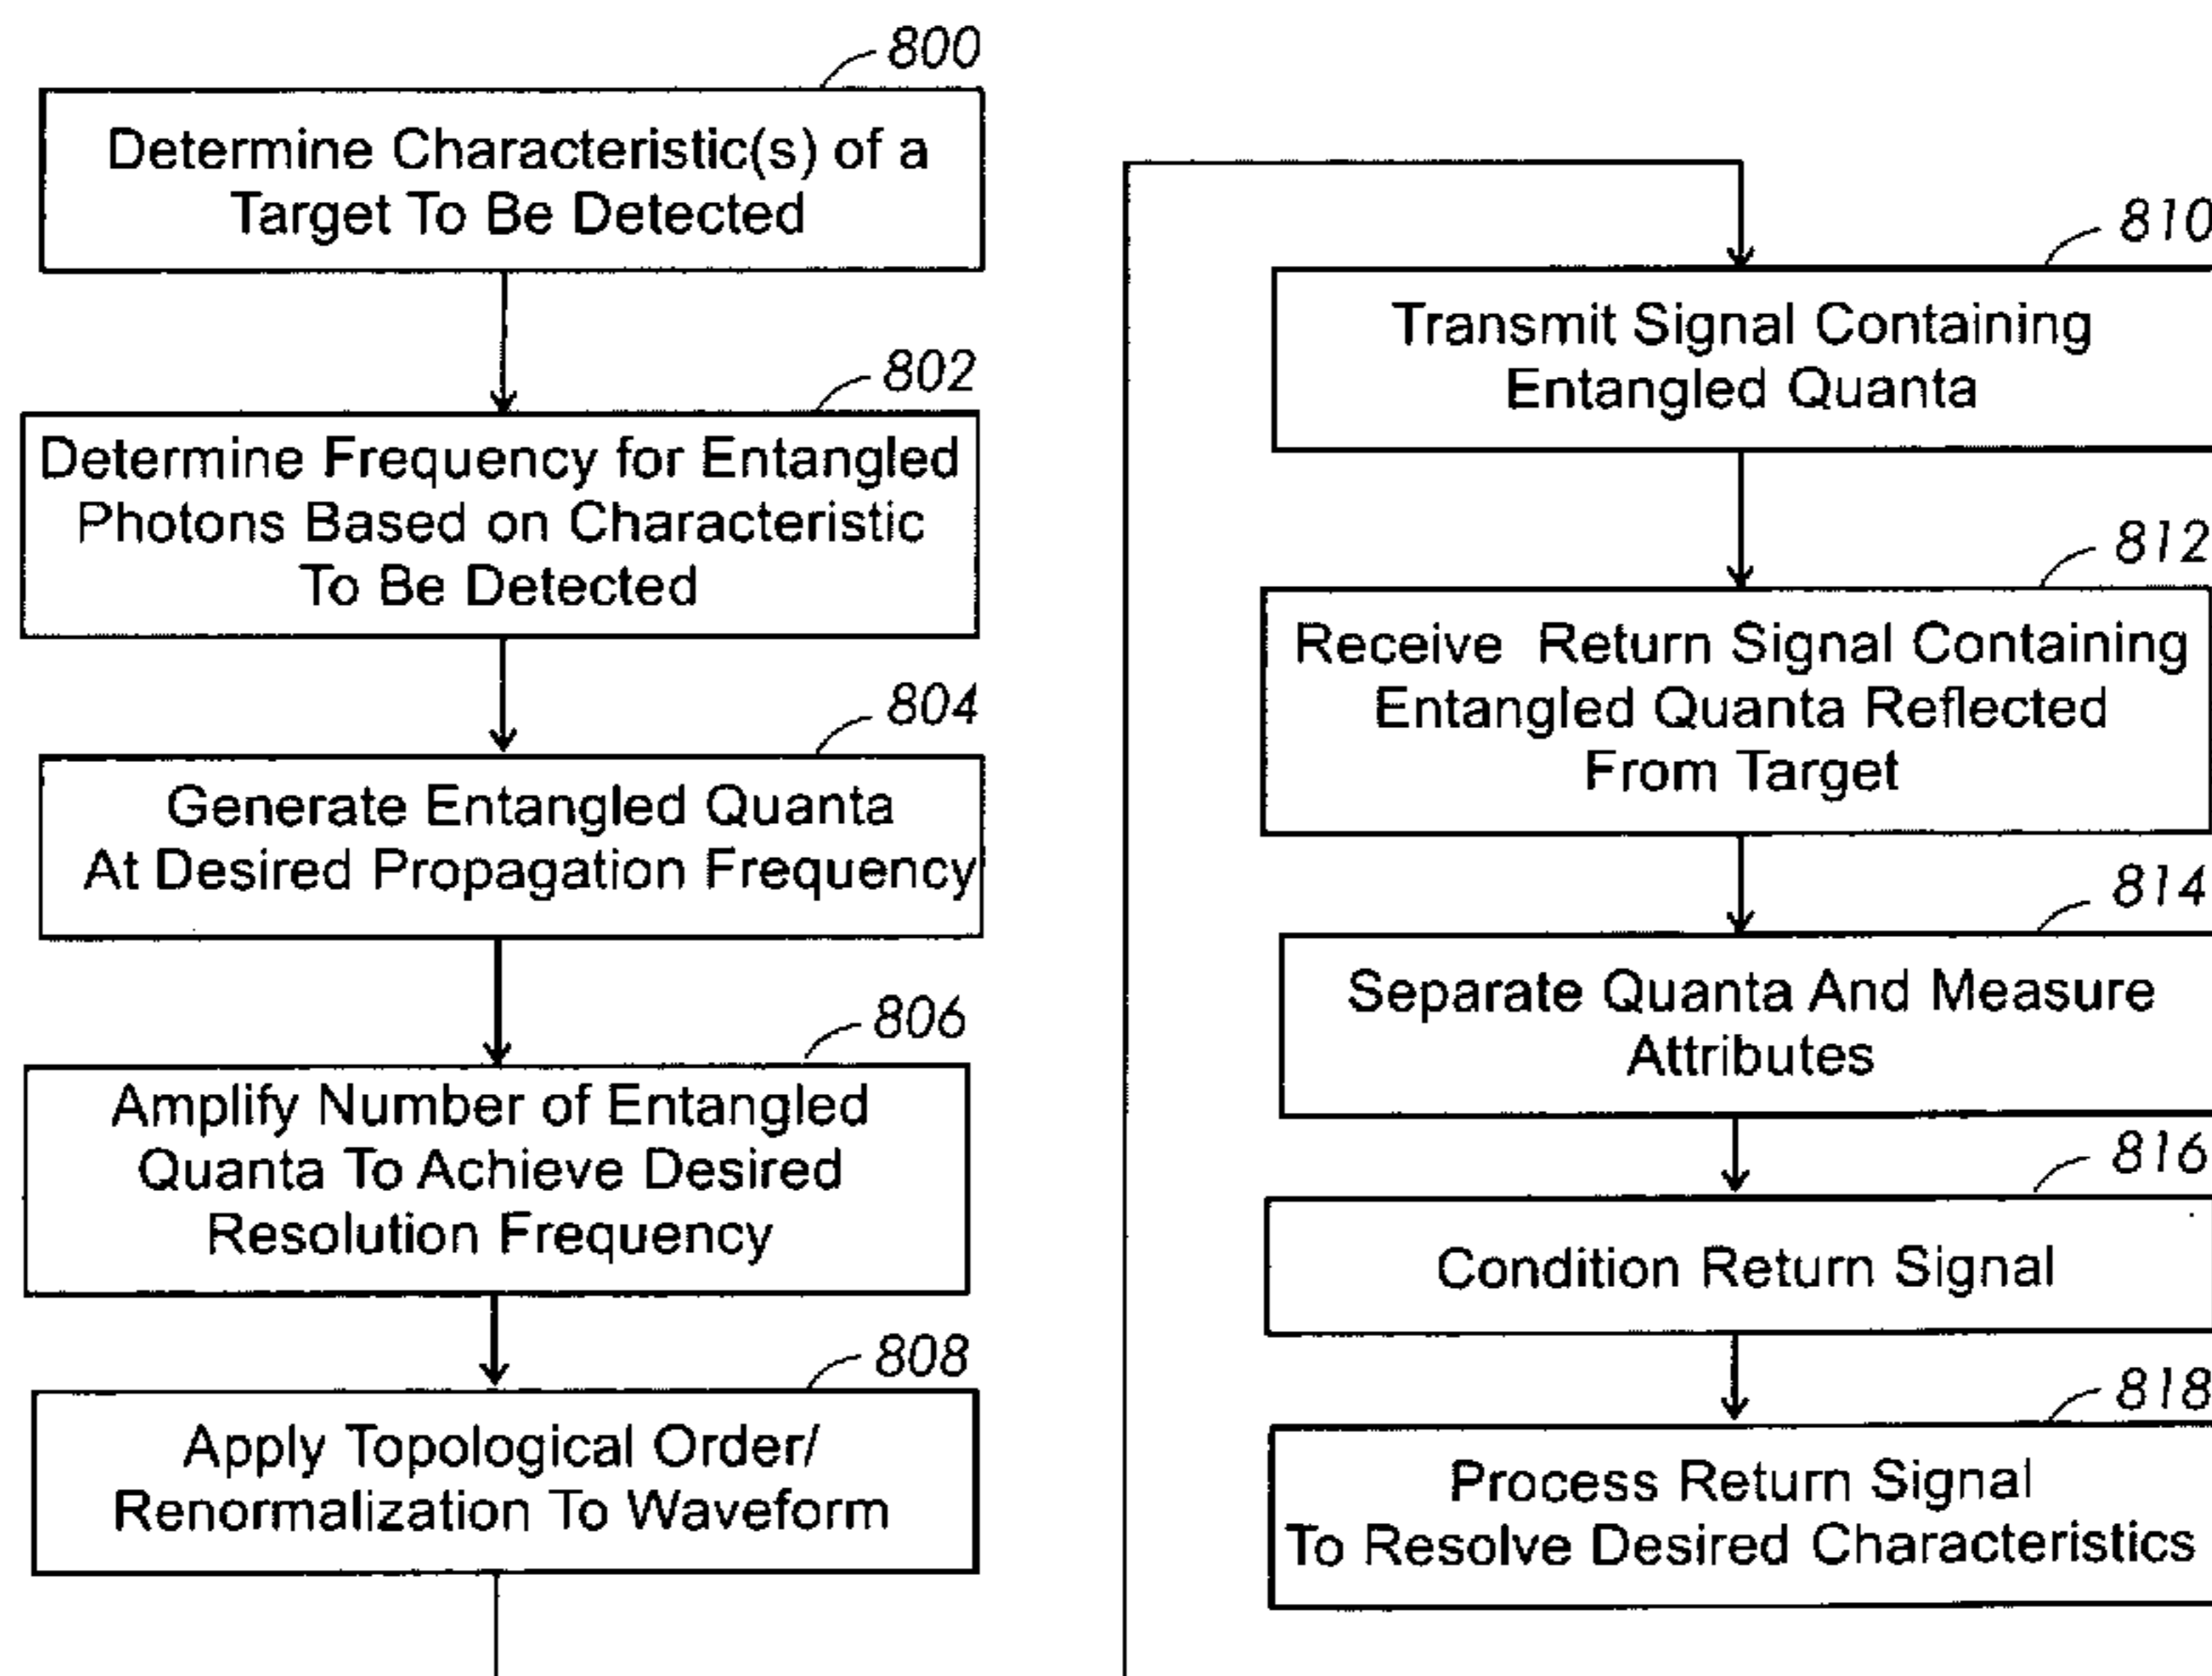 800
Determine Characteristic(s) of a
Target To Be Detected
802
Determine Frequency for Entangled
Photons Based on Characteristic
To Be Detected
804
Generate Entangled Quanta
At Desired Propagation Frequency
806
Amplify Number of Entangled
Quanta To Achieve Desired
Resolution Frequency
808
Apply Topological Order/
Renormalization To Waveform
810
Transmit Signal Containing
Entangled Quanta
812
Receive Return Signal Containing
Entangled Quanta Reflected
From Target
814
Separate Quanta And Measure
Attributes
816
Condition Return Signal
818
Process Return Signal
To Resolve Desired Characteristics